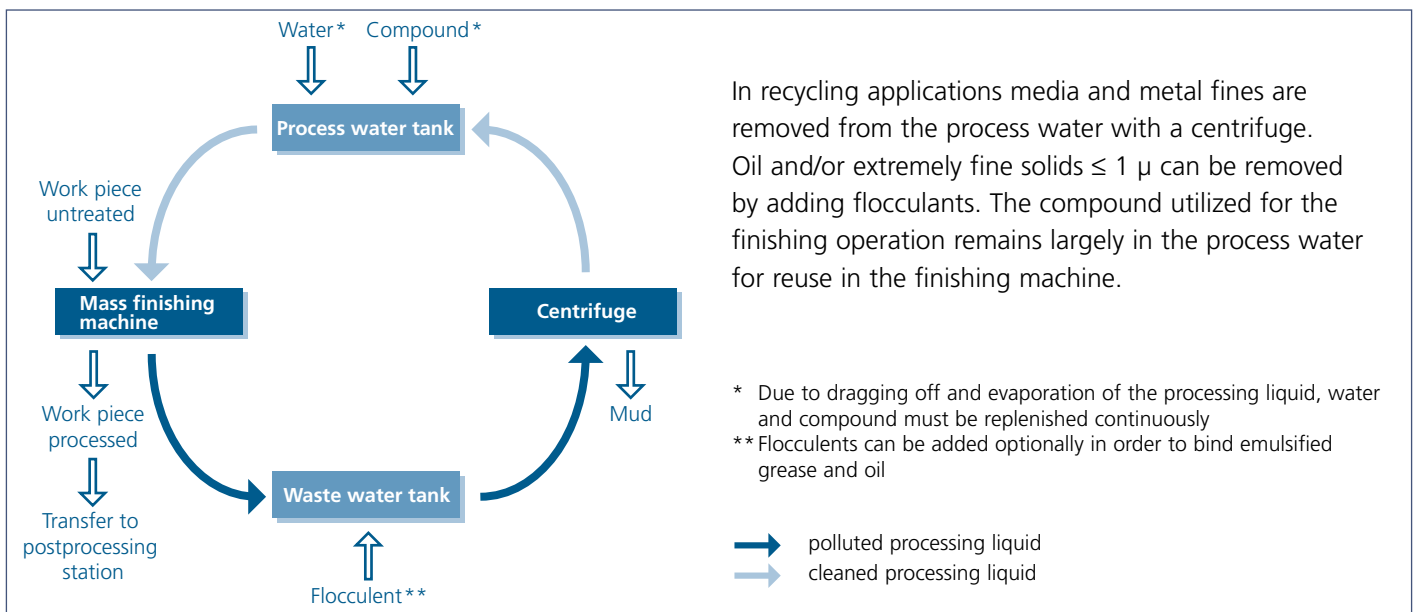 Water* Compound*
Process water tank
Work piece
untreated
Mass finishing
machine
Centrifuge
Work piece
processed
Mud
Waste water tank
Transfer to
postprocessing
station
Flocculent**
In recycling applications media and metal fines are
removed from the process water with a centrifuge.
Oil and/or extremely fine solids ≤ 1 μ can be removed
by adding flocculants. The compound utilized for the
finishing operation remains largely in the process water
for reuse in the finishing machine.
* Due to dragging off and evaporation of the processing liquid, water
and compound must be replenished continuously
** Flocculents can be added optionally in order to bind emulsified
grease and oil
polluted processing liquid
cleaned processing liquid